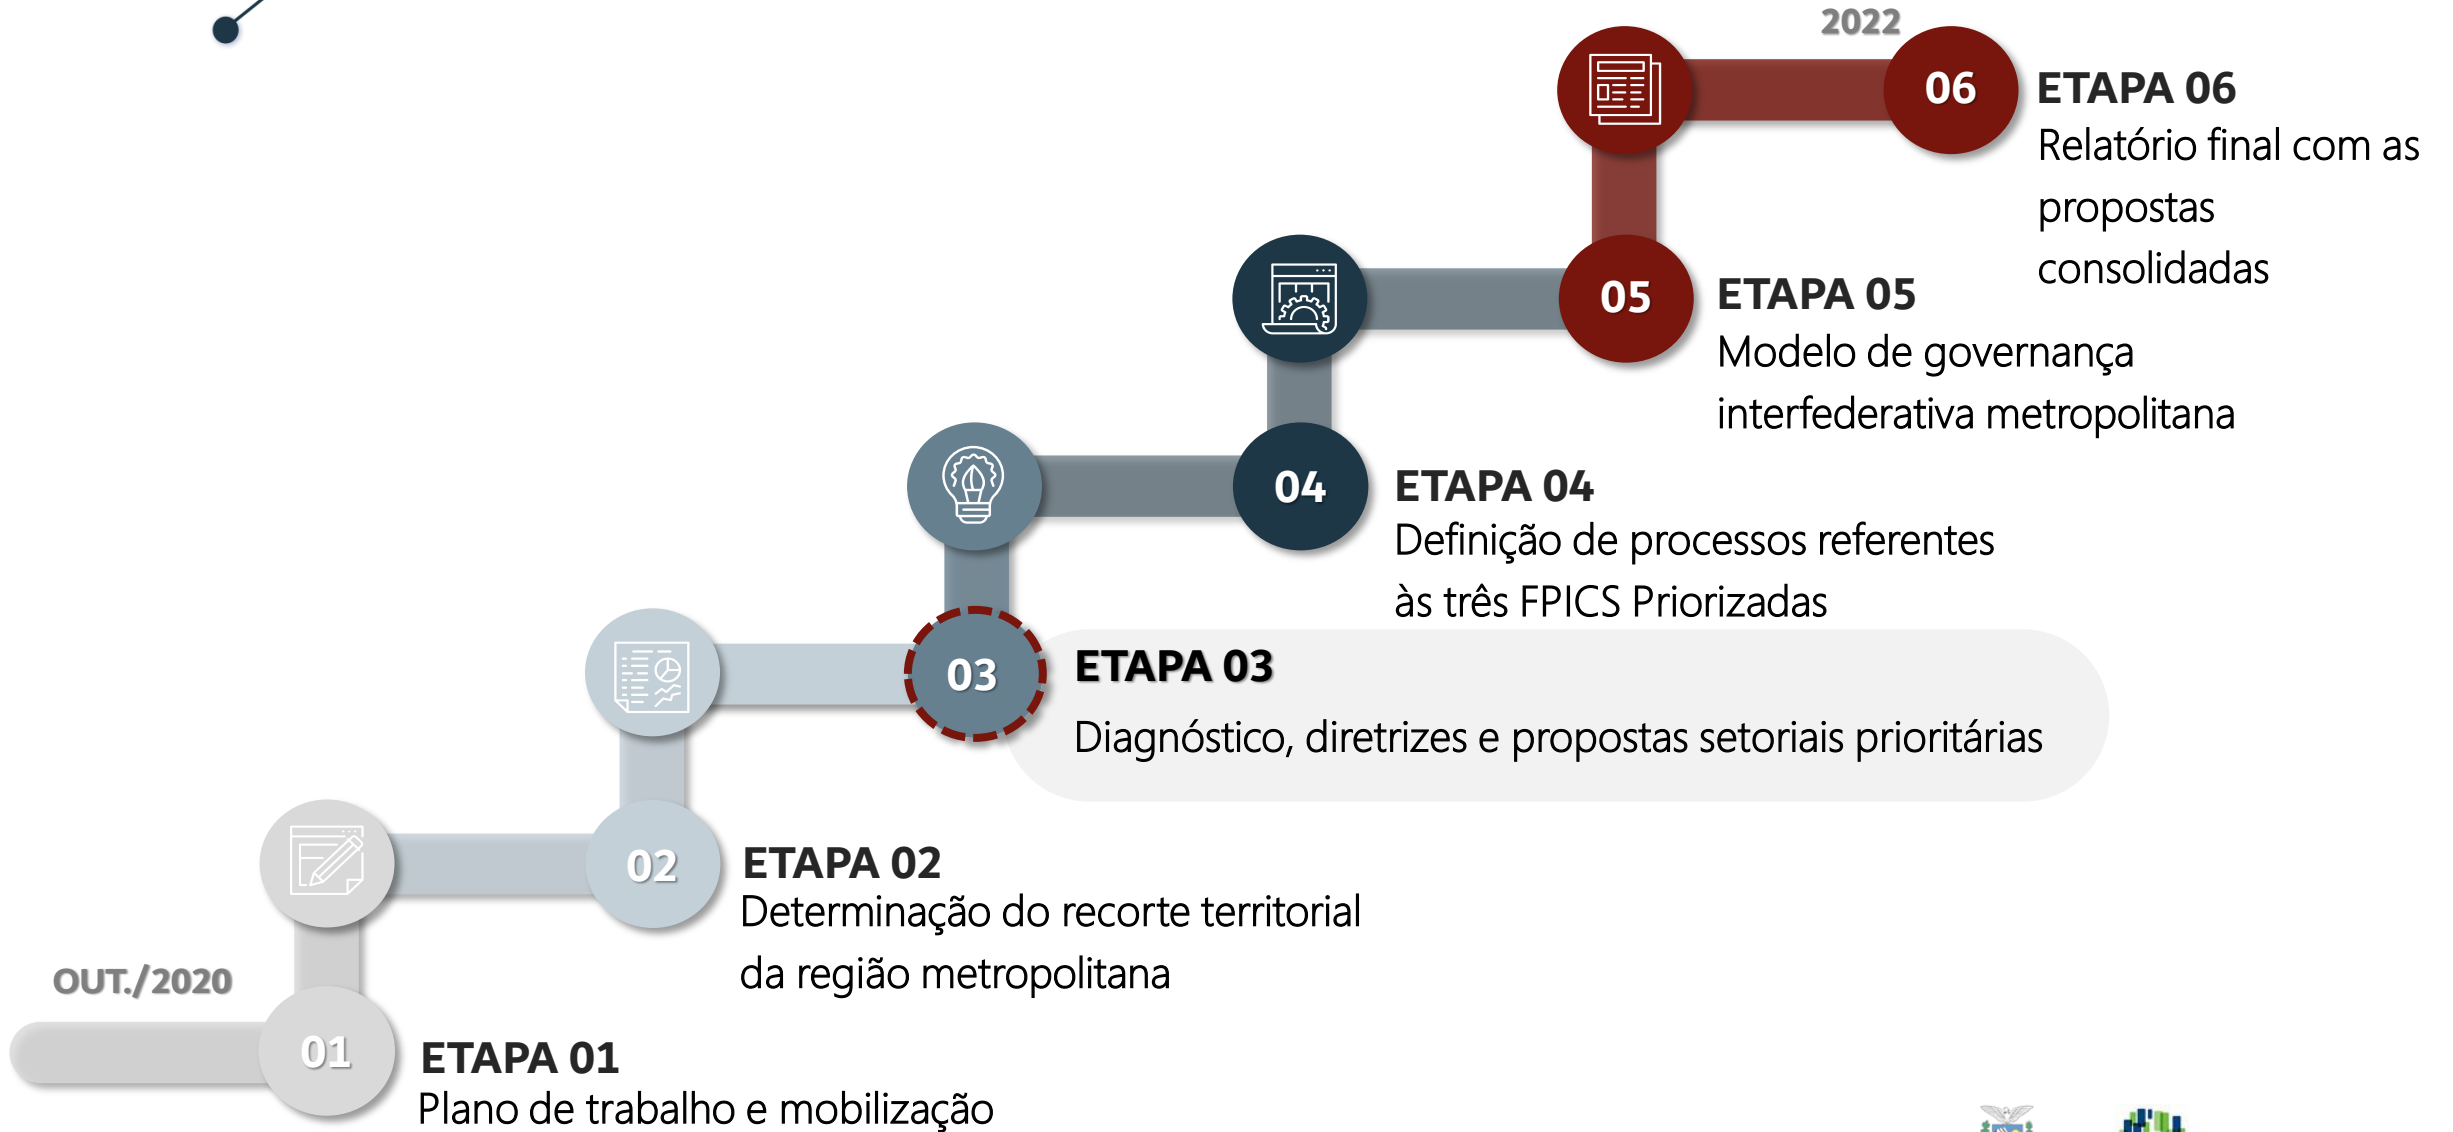 2022
06
ETAPA 06
Relatório final com as
propostas
consolidadas
05
ETAPA 05
Modelo de governança
interfederativa metropolitana
04
ETAPA 04
Definição de processos referentes
às três FPICS Priorizadas
03
ETAPA 03
Diagnóstico, diretrizes e propostas setoriais prioritárias
02
ETAPA 02
Determinação do recorte territorial
da região metropolitana
OUT./2020
01
ETAPA 01
Plano de trabalho e mobilização